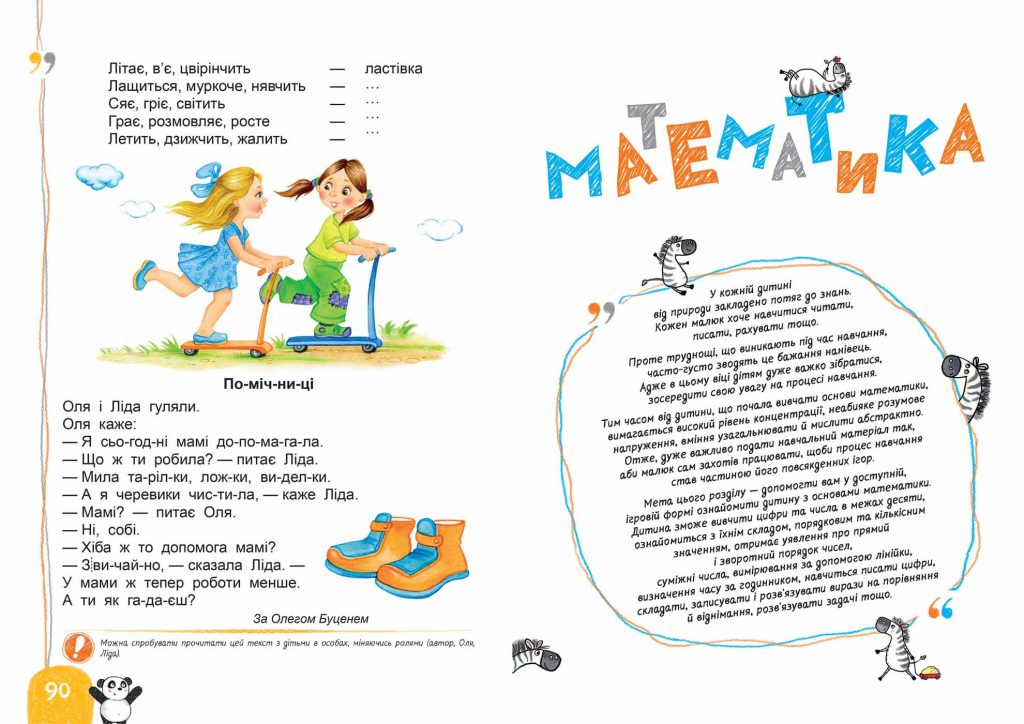 Літає, в’є, цвірінчить — ластівка
Лащиться, муркоче, нявчить — ...
Сяє, гріє, світить — ...
Грає, розмовляє, росте — ...
Летить, дзижчить, жалить — ...
По-міч-ни-ці
Оля і Ліда гуляли.
Оля каже:
— Я сьо-год-ні мамі до-по-ма-га-ла.
— Що ж ти робила? — питає Ліда.
— Мила та-ріл-ки, лож-ки, ви-дел-ки.
— А я черевики чис-ти-ла, — каже Ліда.
— Мамі? — питає Оля.
— Ні, собі.
— Хіба ж то допомога мамі?
— Зви-чай-но, — сказала Ліда. —
У мами ж тепер роботи менше.
А ти як га-да-єш?
За Олегом Буценем
Можна спробувати прочитати цей текст з дітьми в особах, міняючись ролями (автор, Оля,
Ліда).
90
МАТЕМАТИКА
У кожній дитині
від природи закладено потяг до знань.
Кожен малюк хоче навчитися читати,
писати, рахувати тощо.
Проте труднощі, що виникають під час навчання,
часто-густо зводять це бажання нанівець.
Адже в цьому віці дітям дуже важко зібратися,
зосередити свою увагу на процесі навчання.
Тим часом від дитини, що почала вивчати основи математики,
вимагається високий рівень концентрації, неабияке розумове
напруження, вміння узагальнювати й мислити абстрактно.
Отже, дуже важливо подати навчальний матеріал так,
аби малюк сам захотів працювати, щоби процес навчання
став частиною його повсякденних ігор.
Мета цього розділу — допомогти вам у доступній,
ігровій формі ознайомити дитину з основами математики.
Дитина зможе вивчити цифри та числа в межах десяти,
ознайомиться з їхнім складом, порядковим та кількісним
значенням, отримає уявлення про прямий
і зворотний порядок чисел,
суміжні числа, вимірювання за допомогою лінійки,
визначення часу за годинником, навчиться писати цифри,
складати, записувати і розв’язувати вирази на порівняння
й віднімання, розв’язувати задачі тощо.